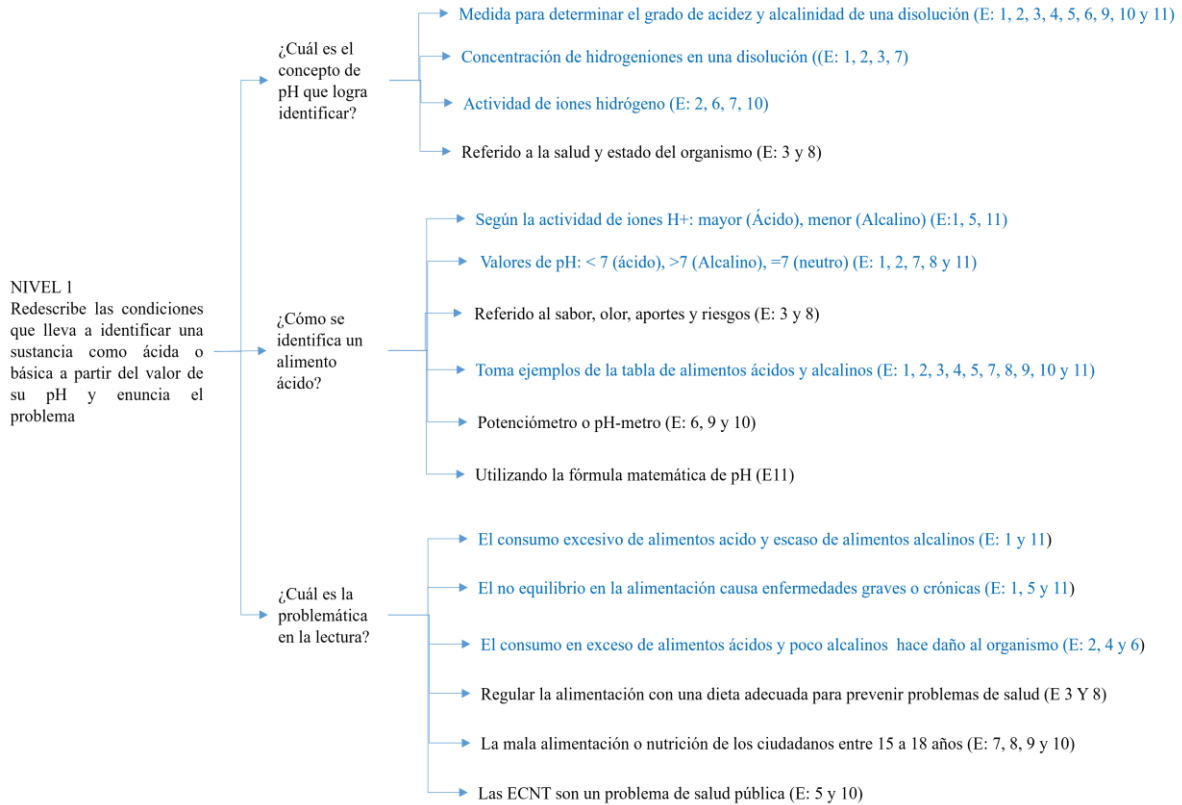 NIVEL 1
Redescribe las condiciones
que lleva a identificar una
sustancia como ácida o
básica a partir del valor de
su pH y enuncia el
problema
¿Cuál es el
concepto de
pH que logra
identificar?
Medida para determinar el grado de acidez y alcalinidad de una disolución (E: 1, 2, 3, 4, 5, 6, 9, 10 y 11)
Concentración de hidrogeniones en una disolución ((E: 1, 2, 3, 7)
Actividad de iones hidrógeno (E: 2, 6, 7, 10)
Referido a la salud y estado del organismo (E: 3 y 8)
¿Cómo se
identifica un
alimento
ácido?
Según la actividad de iones H+: mayor (Ácido), menor (Alcalino) (E:1, 5, 11)
Valores de pH: < 7 (ácido), >7 (Alcalino), =7 (neutro) (E: 1, 2, 7, 8 y 11)
Referido al sabor, olor, aportes y riesgos (E: 3 y 8)
Toma ejemplos de la tabla de alimentos ácidos y alcalinos (E: 1, 2, 3, 4, 5, 7, 8, 9, 10 y 11)
Potenciómetro o pH-metro (E: 6, 9 y 10)
Utilizando la fórmula matemática de pH (E11)
¿Cuál es la
problemática
en la lectura?
El consumo excesivo de alimentos acido y escaso de alimentos alcalinos (E: 1 y 11)
El no equilibrio en la alimentación causa enfermedades graves o crónicas (E: 1, 5 y 11)
El consumo en exceso de alimentos ácidos y poco alcalinos hace daño al organismo (E: 2, 4 y 6)
Regular la alimentación con una dieta adecuada para prevenir problemas de salud (E 3 Y 8)
La mala alimentación o nutrición de los ciudadanos entre 15 a 18 años (E: 7, 8, 9 y 10)
Las ECNT son un problema de salud pública (E: 5 y 10)